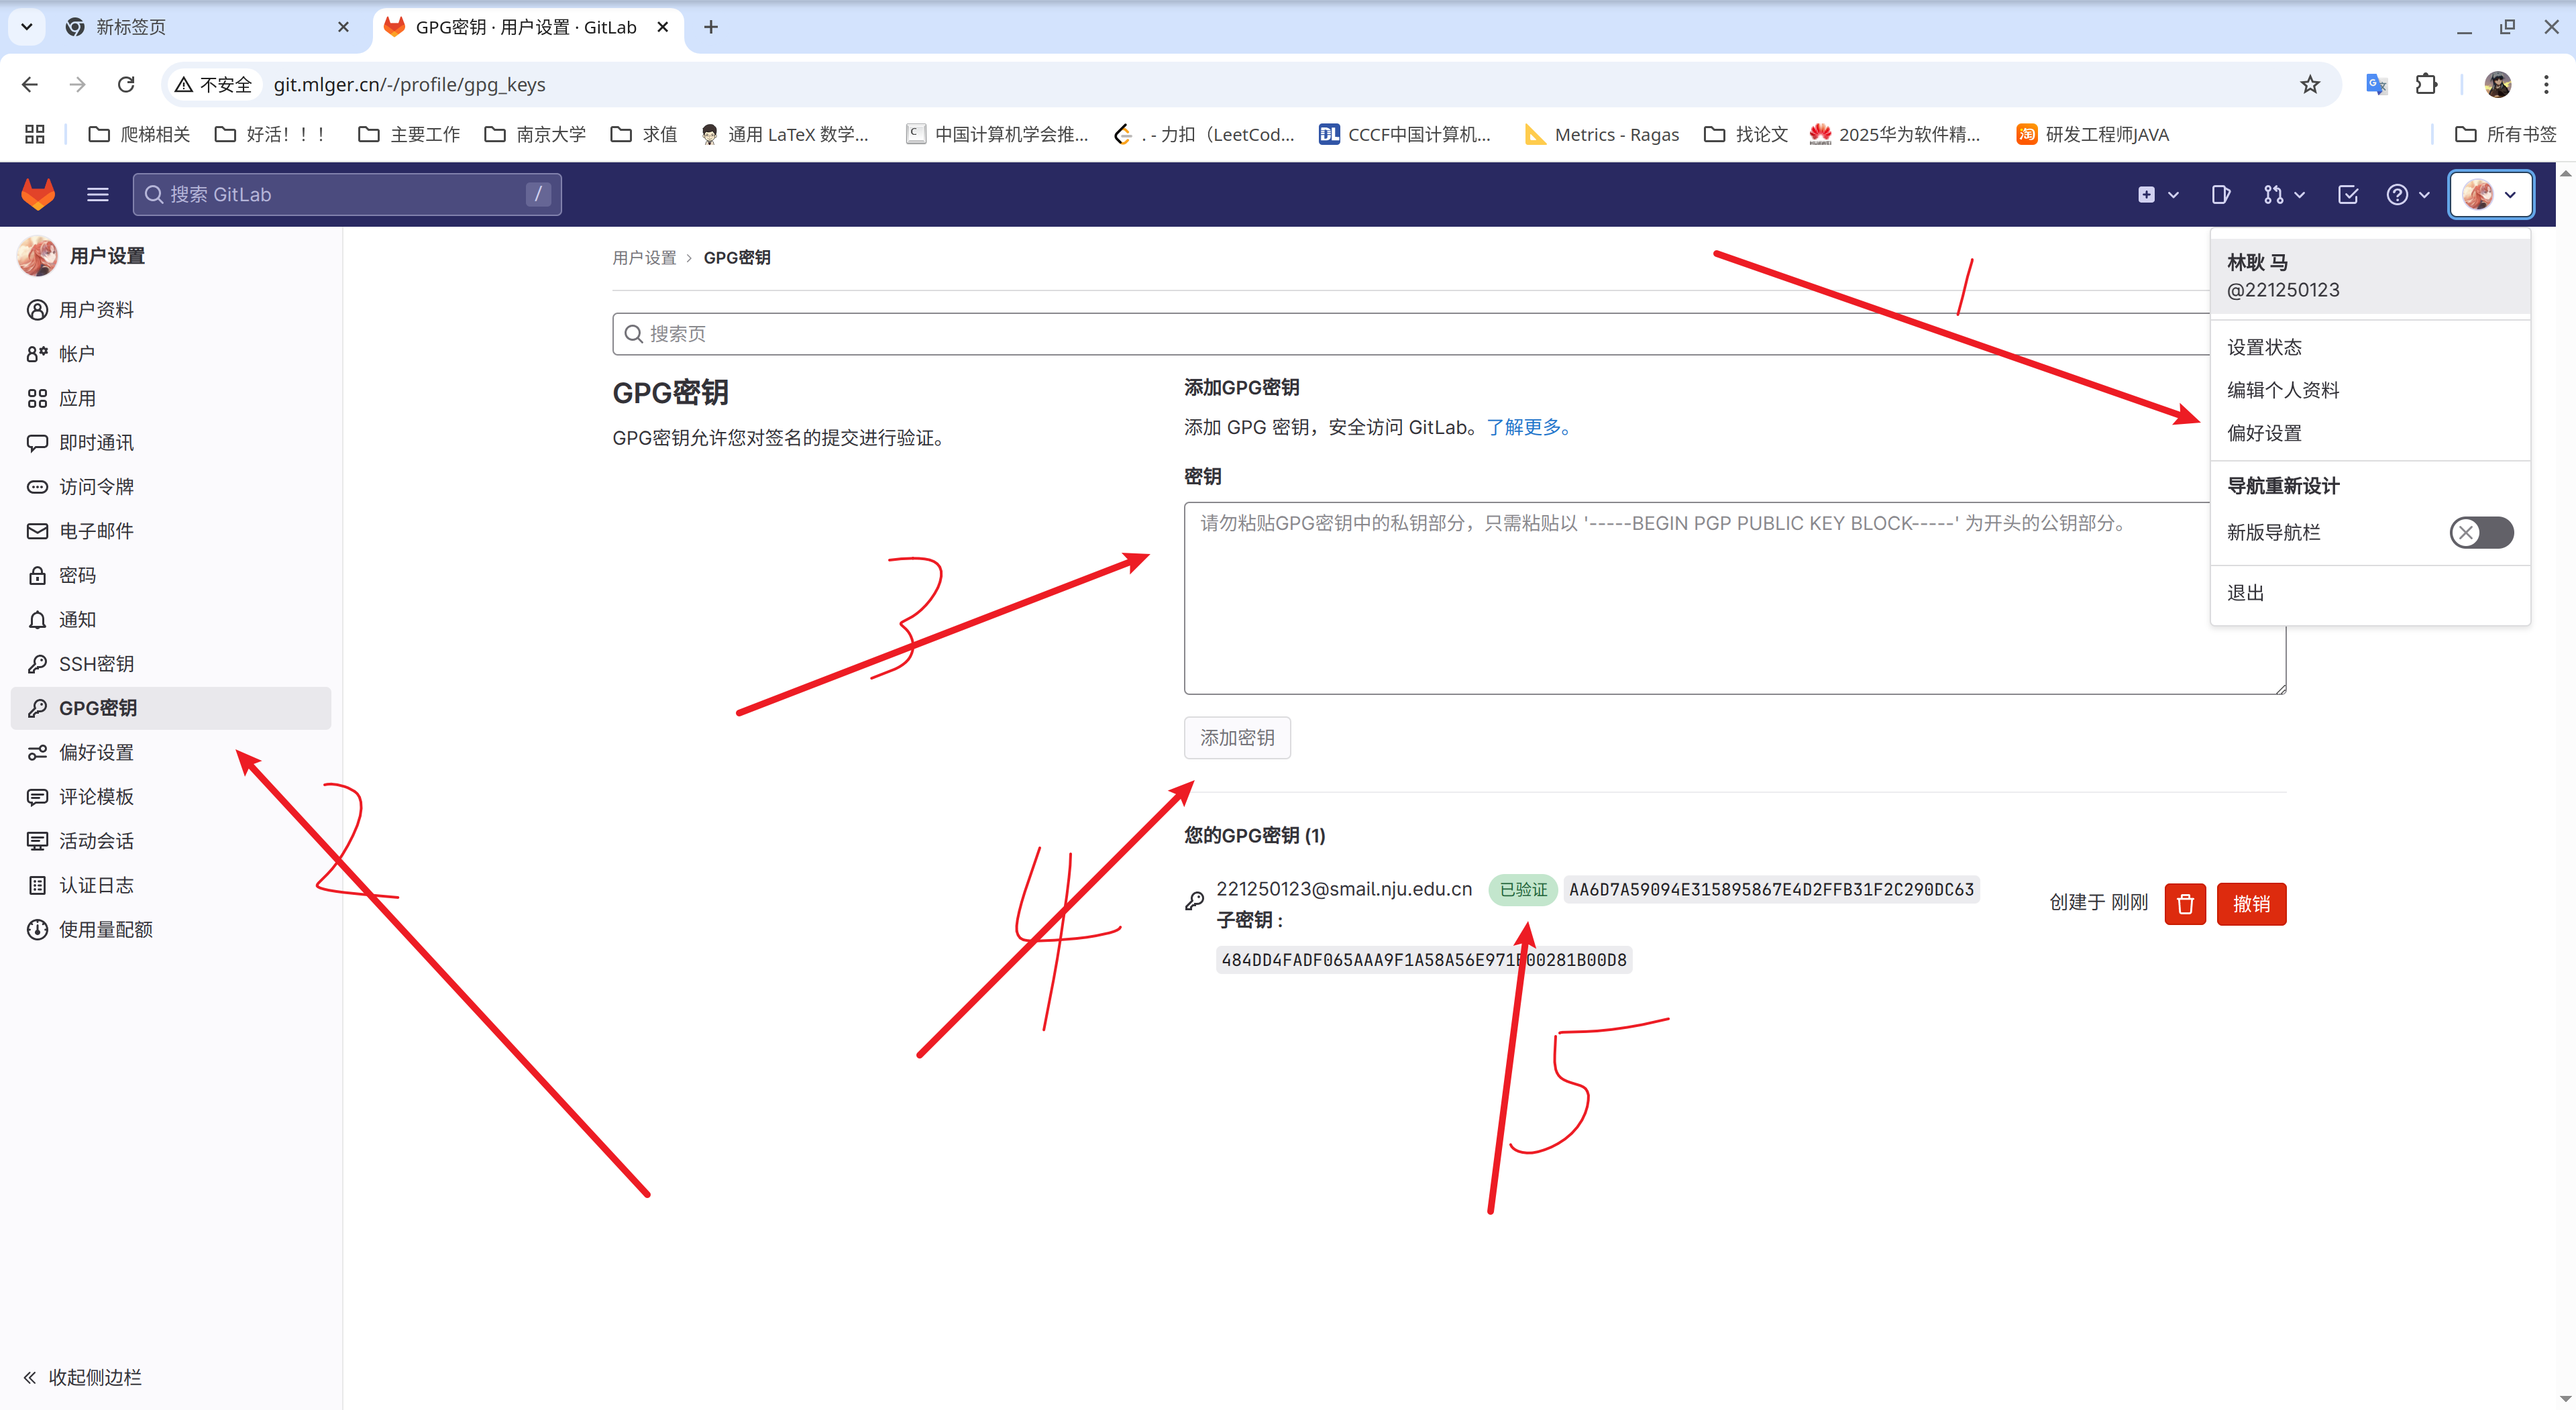 新标签页
GPG密钥 · 用户设置 · GitLab
不安全
git.mlger.cn/-/profile/gpg_keys
爬梯相关
好活！！！
主要工作
南京大学
求值
通用 LaTeX 数学...
中国计算机学会推...
. - 力扣（LeetCod...
CCCF中国计算机...
Metrics - Ragas
找论文
2025华为软件精...
研发工程师JAVA
所有书签
搜索 GitLab
/
用户设置
用户资料
帐户
应用
即时通讯
访问令牌
电子邮件
密码
通知
SSH密钥
GPG密钥
偏好设置
评论模板
活动会话
认证日志
使用量配额
收起侧边栏
用户设置 › GPG密钥
搜索页
GPG密钥
GPG密钥允许您对签名的提交进行验证。
添加GPG密钥
添加 GPG 密钥，安全访问 GitLab。了解更多。
密钥
请勿粘贴GPG密钥中的私钥部分，只需粘贴以 '-----BEGIN PGP PUBLIC KEY BLOCK-----' 为开头的公钥部分。
添加密钥
您的GPG密钥 (1)
221250123@smail.nju.edu.cn 已验证 AA6D7A59094E315895867E4D2FFB31F2C290DC63
子密钥：
创建于 刚刚
撤销
林耿 马
@221250123
设置状态
编辑个人资料
偏好设置
导航重新设计
新版导航栏
退出
1
2
3
4
5